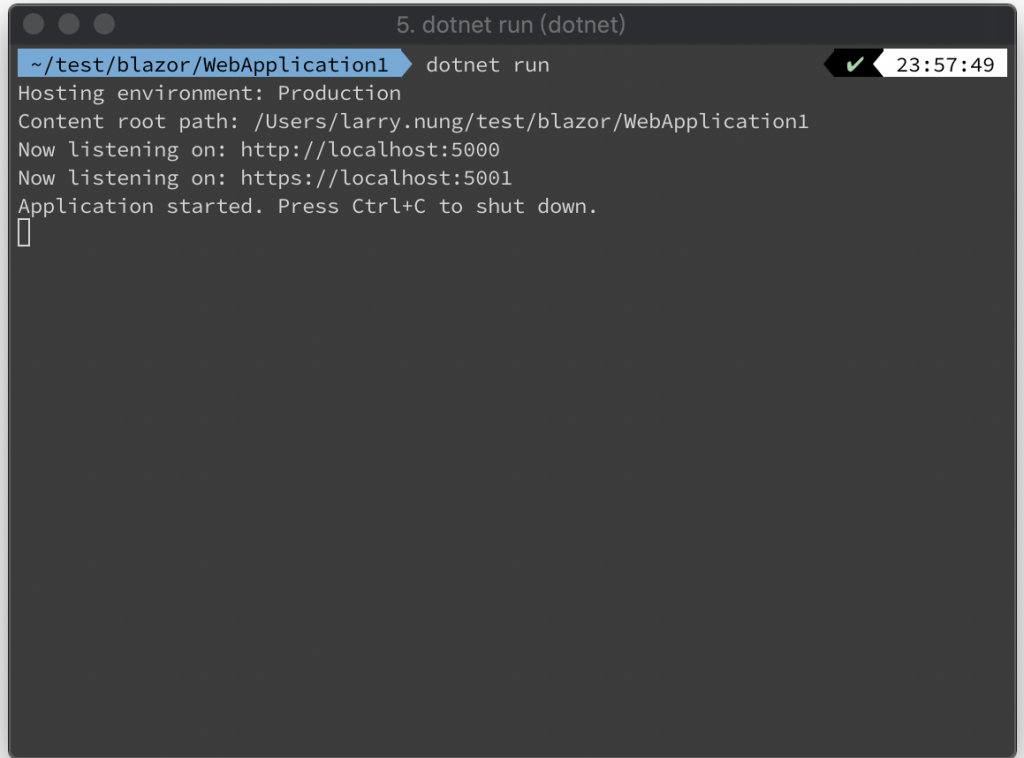 5. dotnet run (dotnet)
~/test/blazor/WebApplication1 dotnet run ✔ 23:57:49
Hosting environment: Production
Content root path: /Users/larry.nung/test/blazor/WebApplication1
Now listening on: http://localhost:5000
Now listening on: https://localhost:5001
Application started. Press Ctrl+C to shut down.